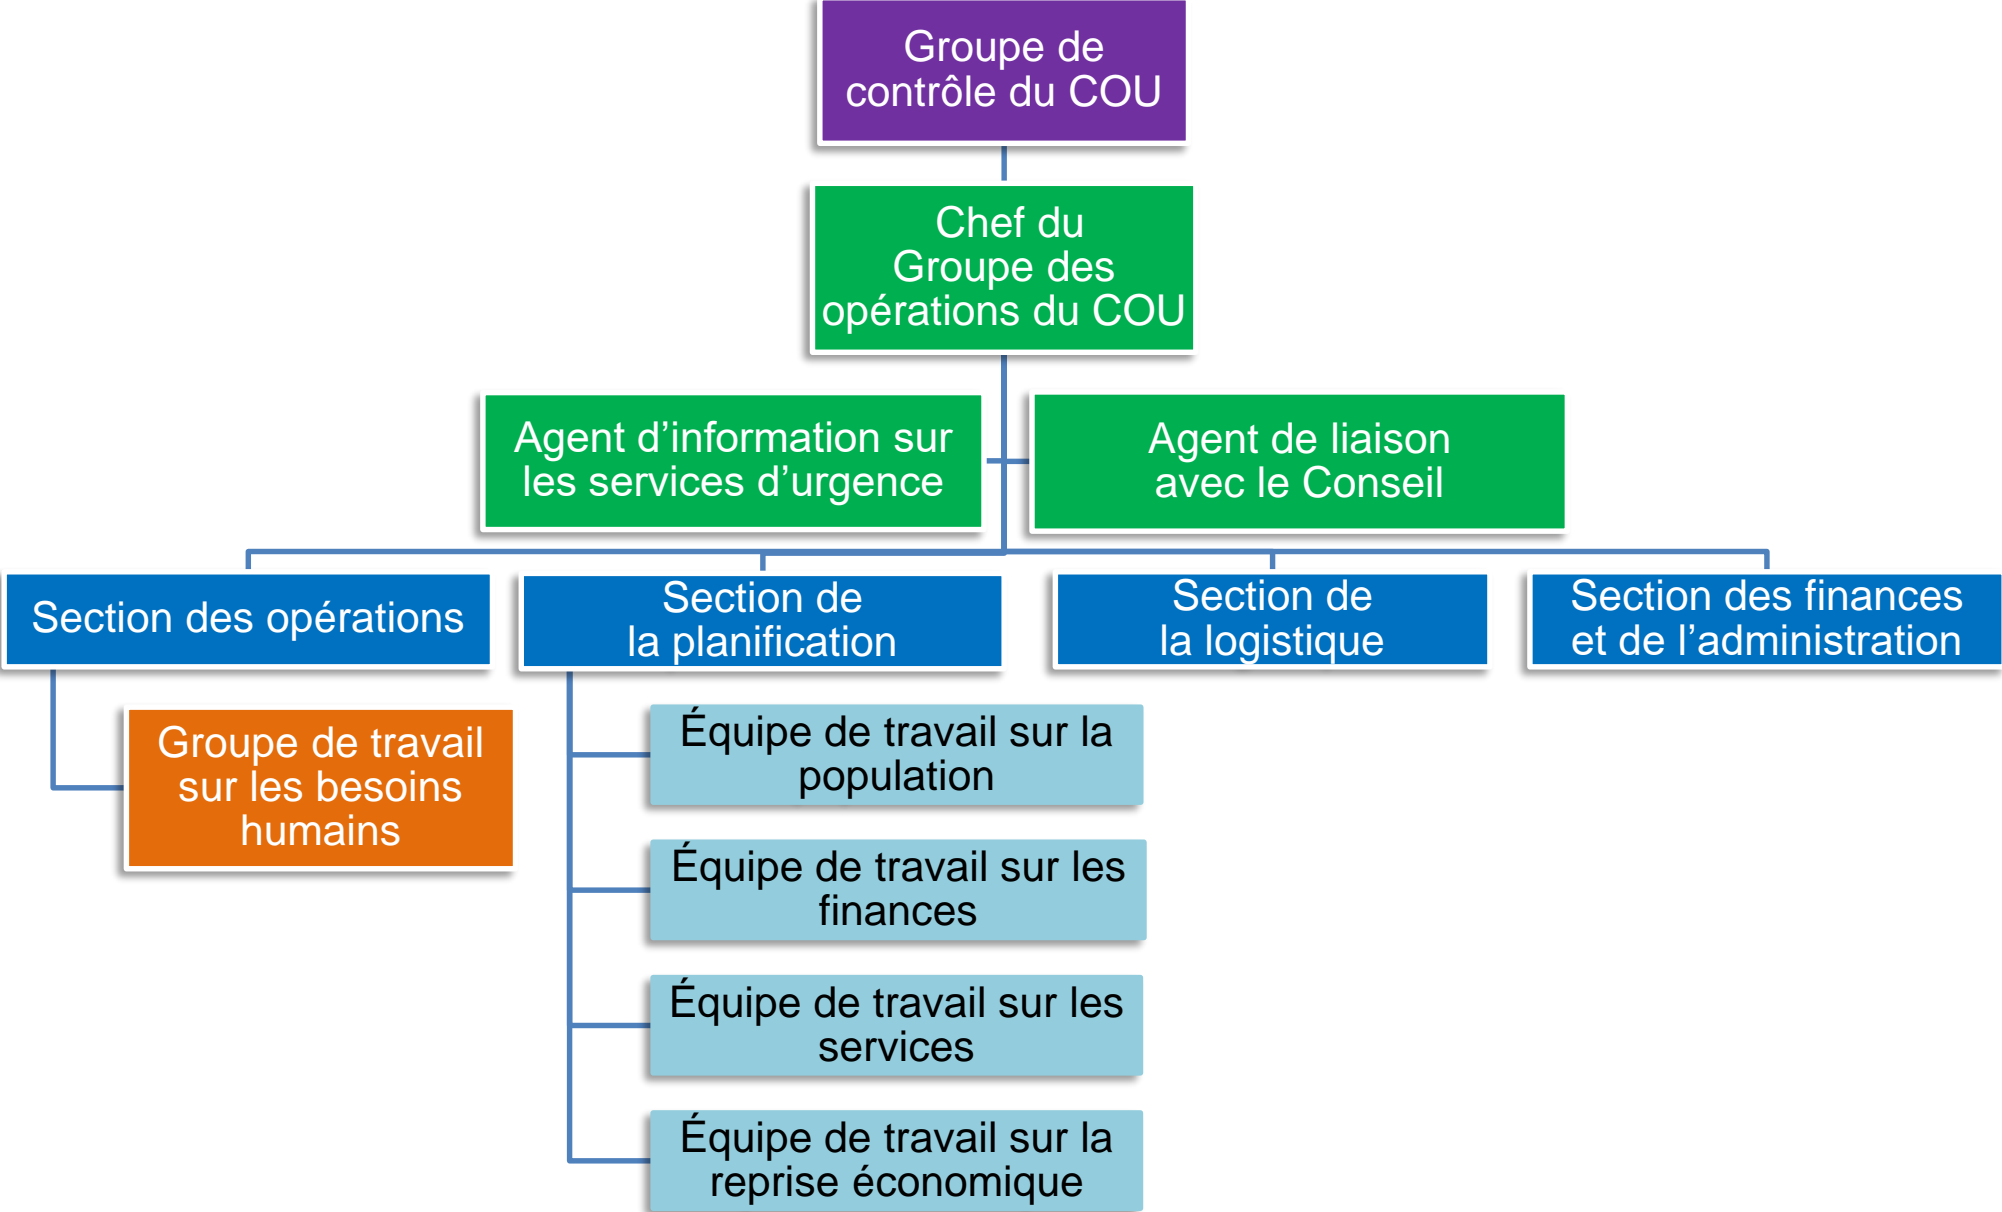 Groupe de
contrôle du COU
Chef du
Groupe des
opérations du COU
Agent d’information sur
les services d’urgence
Agent de liaison
avec le Conseil
Section des opérations
Section de
la planification
Section de
la logistique
Section des finances
et de l’administration
Groupe de travail
sur les besoins
humains
Équipe de travail sur la
population
Équipe de travail sur les
finances
Équipe de travail sur les
services
Équipe de travail sur la
reprise économique